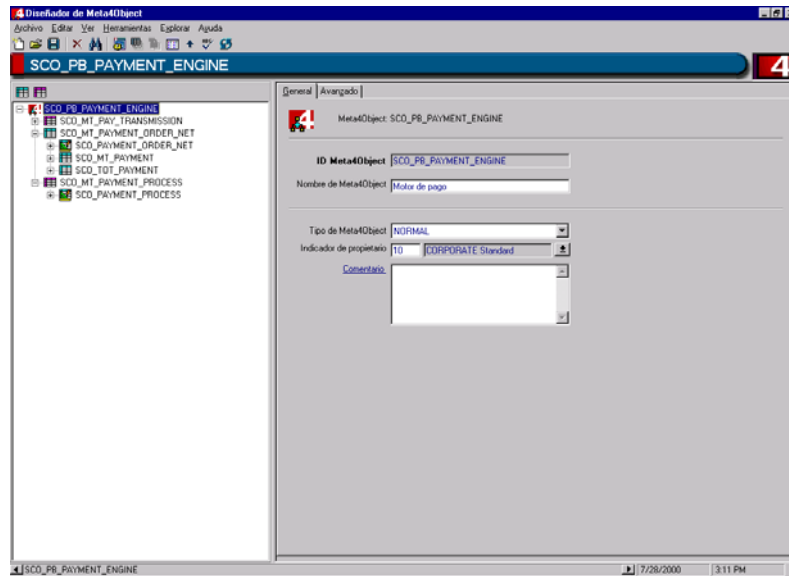 Diseñador de Meta4Object
Archivo Editar Ver Herramientas Explorar Ayuda
SCO_PB_PAYMENT_ENGINE
4
SCO_PB_PAYMENT_ENGINE
SCO_MT_PAY_TRANSMISSION
SCO_MT_PAYMENT_ORDER_NET
SCO_PAYMENT_ORDER_NET
SCO_MT_PAYMENT
SCO_TOT_PAYMENT
SCO_MT_PAYMENT_PROCESS
SCO_PAYMENT_PROCESS
General Avanzado
Meta4Object: SCO_PB_PAYMENT_ENGINE
ID Meta4Object SCO_PB_PAYMENT_ENGINE
Nombre de Meta4Object Motor de pago
Tipo de Meta4Object NORMAL
Indicador de propietario 10 CORPORATE Standard
Comentario
SCO_PB_PAYMENT_ENGINE 7/28/2000 3:11 PM